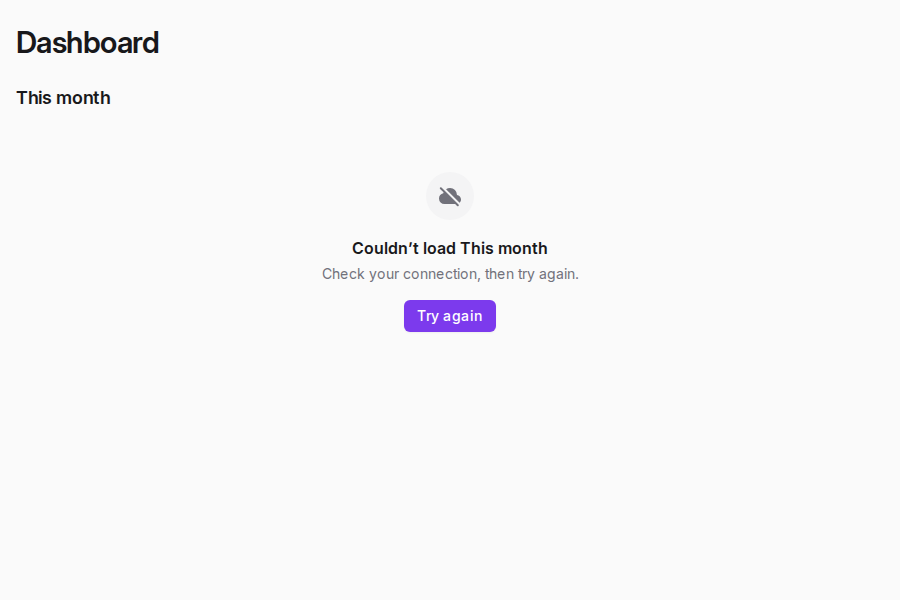 Dashboard
This month
Couldn’t load This month
Check your connection, then try again.
Try again